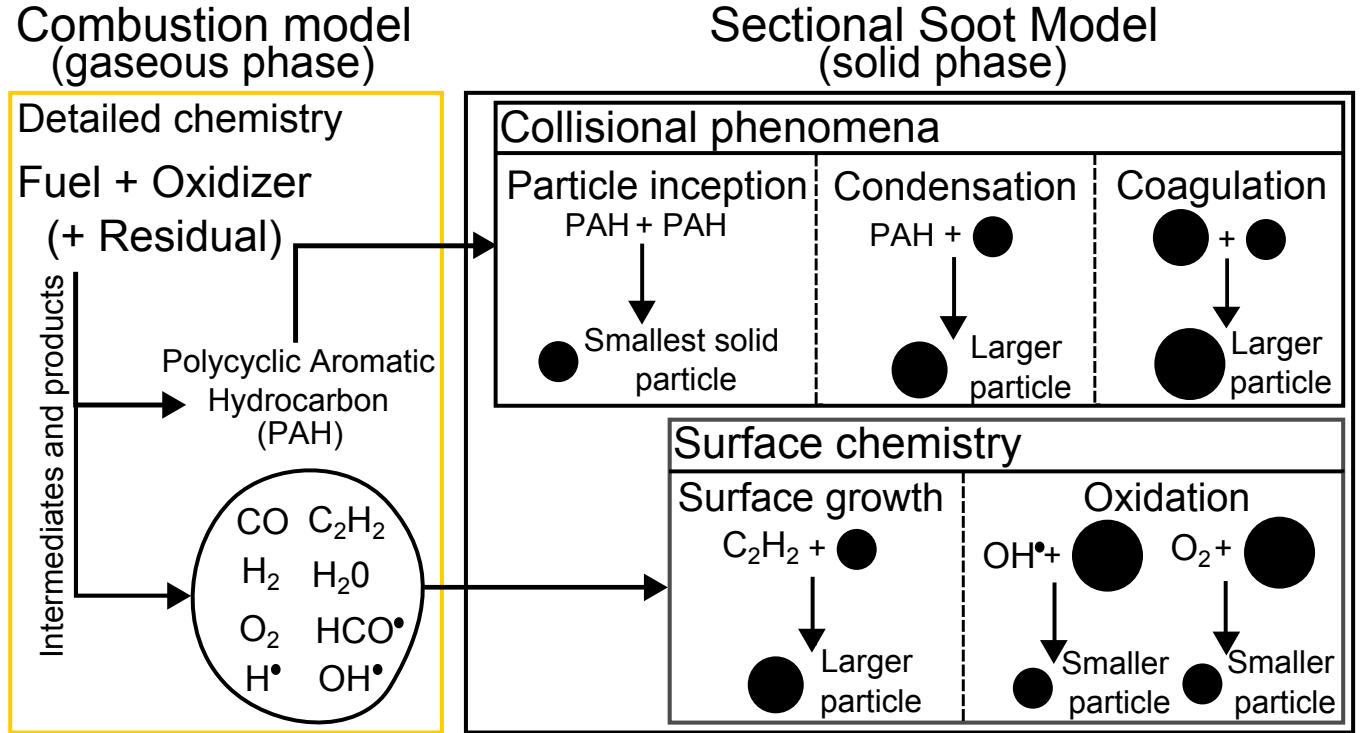 Combustion model
(gaseous phase)
Detailed chemistry
Fuel + Oxidizer
(+ Residual)
Intermediates and products
Polycyclic Aromatic
Hydrocarbon
(PAH)
CO C₂H₂
H₂ H₂0
O₂ HCO•
H• OH•
Sectional Soot Model
(solid phase)
Collisional phenomena
Particle inception
PAH + PAH
Smallest solid
particle
Condensation
PAH +
Larger
particle
Coagulation
+
Larger
particle
Surface chemistry
Surface growth
C₂H₂ +
Larger
particle
Oxidation
OH•+
Smaller
particle
O₂ +
Smaller
particle